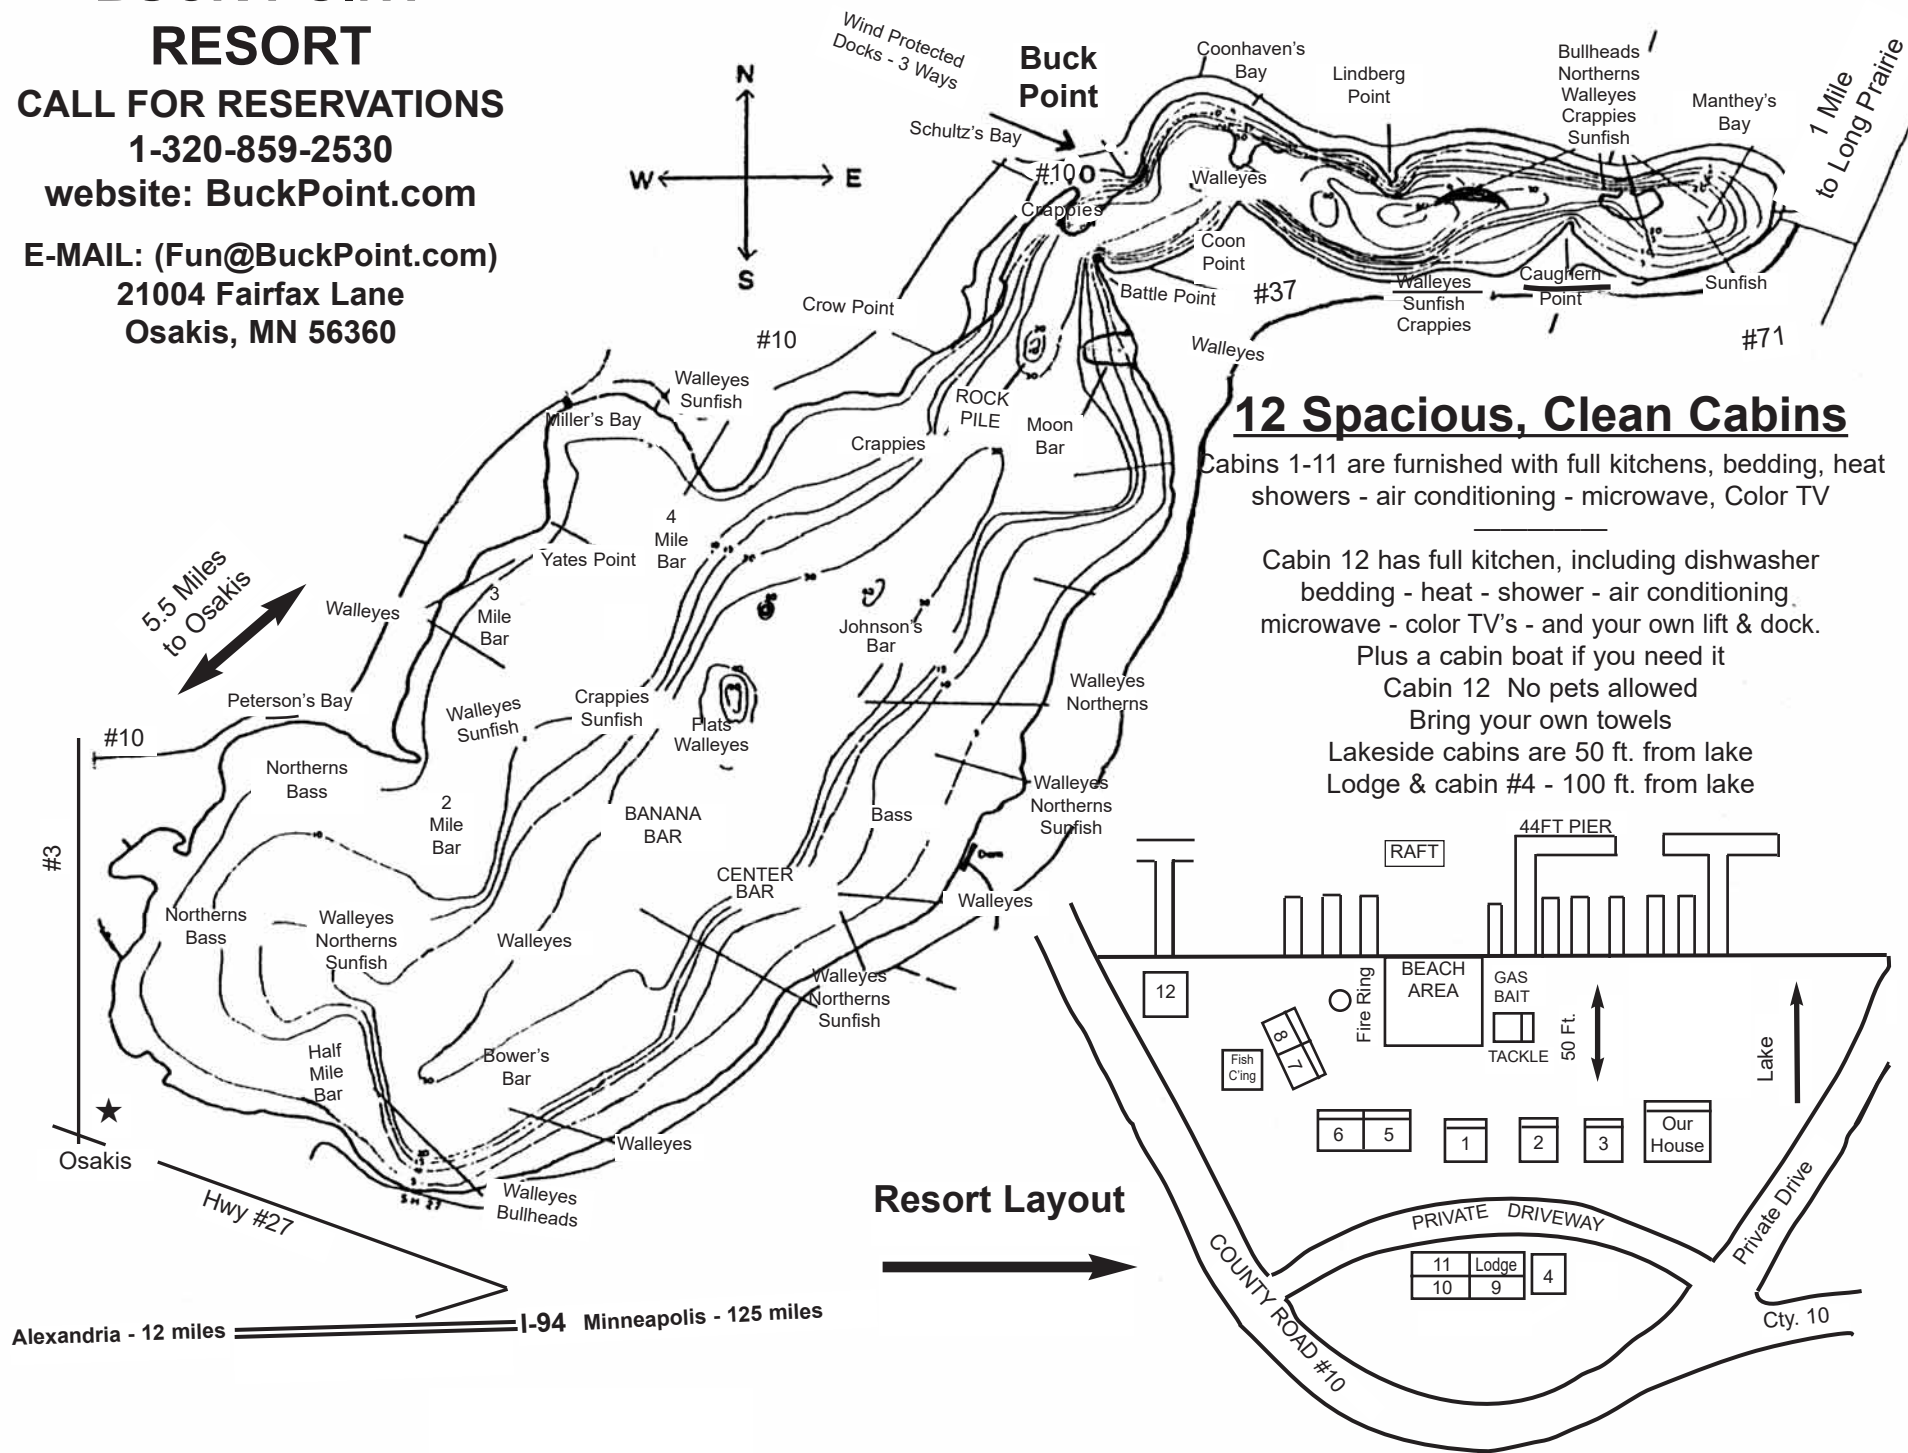 RESORT
CALL FOR RESERVATIONS
1-320-859-2530
website: BuckPoint.com
E-MAIL: (Fun@BuckPoint.com)
21004 Fairfax Lane
Osakis, MN 56360
N
W
E
S
Wind Protected
Docks - 3 Ways
Buck
Point
Schultz's Bay
#10
Crappies
Coonhaven's
Bay
Lindberg
Point
Bullheads
Northerns
Walleyes
Crappies
Sunfish
Manthey's
Bay
1 Mile
to Long Prairie
Walleyes
Coon
Point
Battle Point
#37
Walleyes
Sunfish
Crappies
Caughern
Point
Sunfish
#71
Walleyes
Crow Point
#10
Walleyes
Sunfish
Miller's Bay
ROCK
PILE
Moon
Bar
Crappies
4
Mile
Bar
Yates Point
5.5 Miles
to Osakis
Walleyes
3
Mile
Bar
Johnson's
Bar
Peterson's Bay
#10
Walleyes
Sunfish
Crappies
Sunfish
Plats
Walleyes
Walleyes
Northerns
Northerns
Bass
2
Mile
Bar
BANANA
BAR
Bass
Walleyes
Northerns
Sunfish
#3
CENTER
BAR
Dam
Walleyes
Northerns
Bass
Walleyes
Northerns
Sunfish
Walleyes
Walleyes
Northerns
Sunfish
Half
Mile
Bar
Bower's
Bar
Walleyes
Walleyes
Bullheads
SH 27
Osakis
Hwy #27
Alexandria - 12 miles
I-94
Minneapolis - 125 miles
12 Spacious, Clean Cabins
Cabins 1-11 are furnished with full kitchens, bedding, heat
showers - air conditioning - microwave, Color TV
Cabin 12 has full kitchen, including dishwasher
bedding - heat - shower - air conditioning
microwave - color TV's - and your own lift & dock.
Plus a cabin boat if you need it
Cabin 12 No pets allowed
Bring your own towels
Lakeside cabins are 50 ft. from lake
Lodge & cabin #4 - 100 ft. from lake
Resort Layout
RAFT
44FT PIER
12
Fire Ring
BEACH
AREA
GAS
BAIT
TACKLE
50 Ft.
Lake
8
7
Fish
C'ing
6
5
1
2
3
Our
House
PRIVATE DRIVEWAY
Private Drive
11
Lodge
10
9
4
COUNTY ROAD #10
Cty. 10